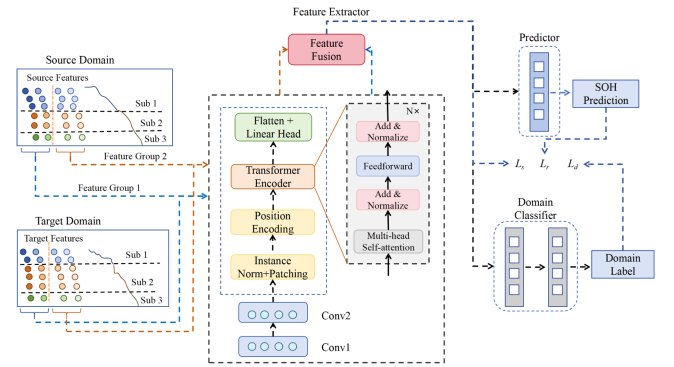 Feature Extractor
Source Domain
Source Features
Sub 1
Sub 2
Sub 3
Feature Group 2
Feature Group 1
Target Domain
Target Features
Sub 1
Sub 2
Sub 3
Feature
Fusion
Flatten +
Linear Head
Transformer
Encoder
Position
Encoding
Instance
Norm+Patching
Conv2
Conv1
N×
Add &
Normalize
Feedforward
Add &
Normalize
Multi-head
Self-attention
Predictor
SOH
Prediction
Ls Lr Ld
Domain
Classifier
Domain
Label